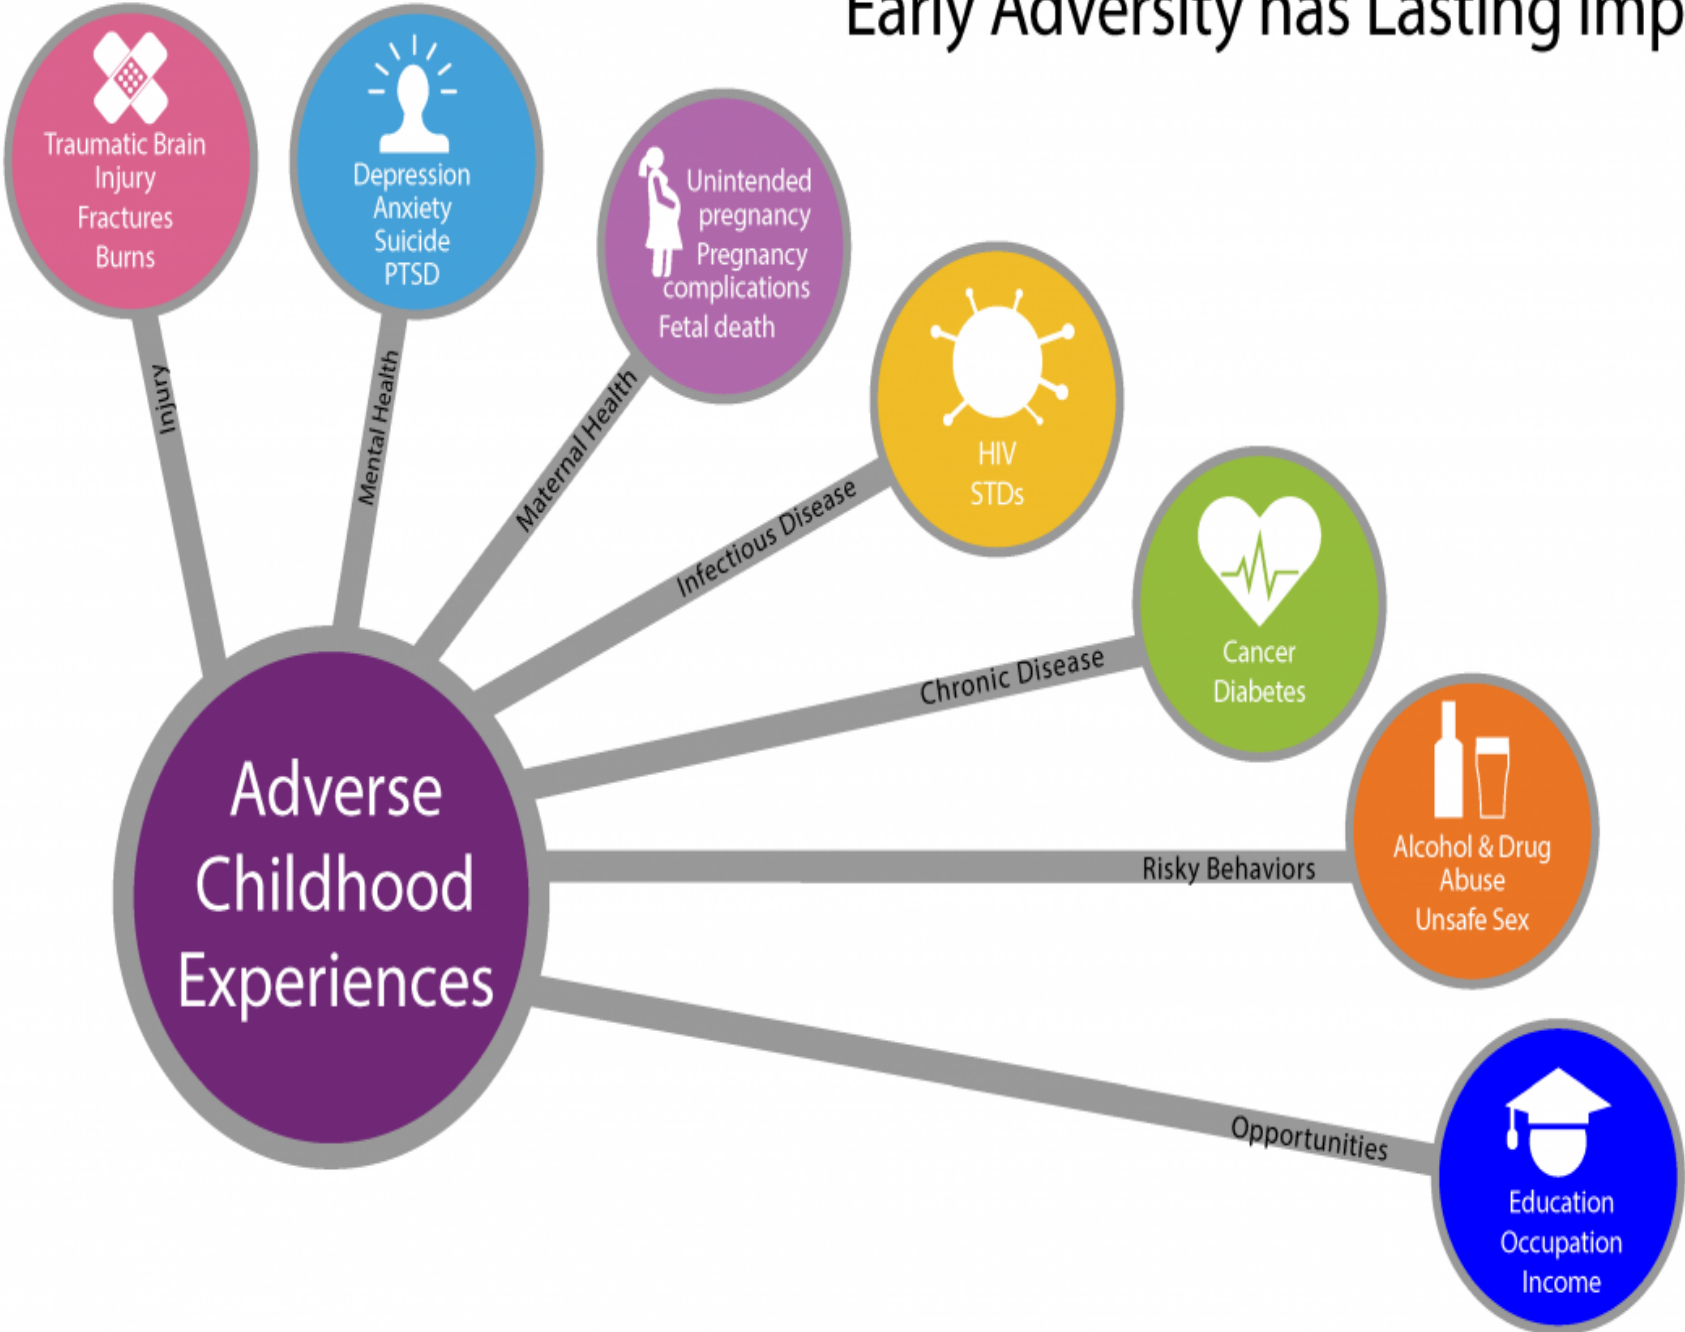 Early Adversity has Lasting Imp
Traumatic Brain
Injury
Fractures
Burns
Injury
Depression
Anxiety
Suicide
PTSD
Mental Health
Unintended
pregnancy
Pregnancy
complications
Fetal death
Maternal Health
HIV
STDs
Infectious Disease
Cancer
Diabetes
Chronic Disease
Alcohol & Drug
Abuse
Unsafe Sex
Risky Behaviors
Education
Occupation
Income
Opportunities
Adverse
Childhood
Experiences